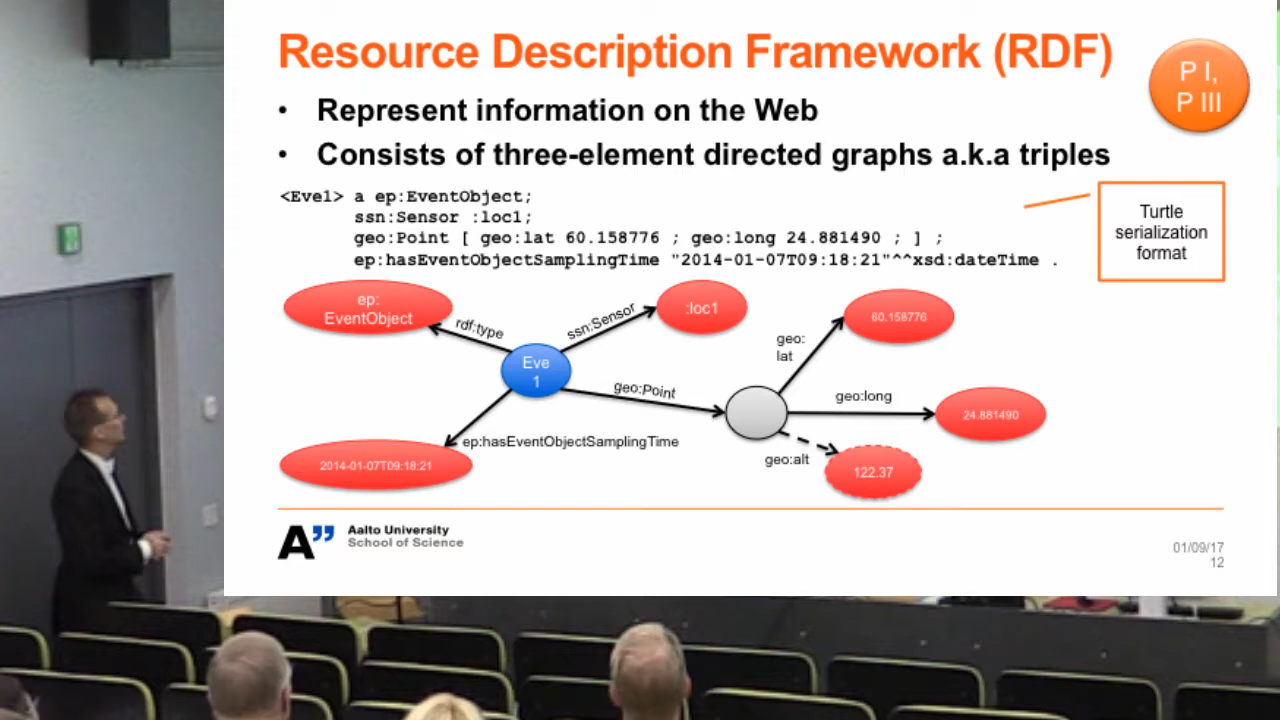 Resource Description Framework (RDF)
P I,
P III
• Represent information on the Web
• Consists of three-element directed graphs a.k.a triples
<Eve1> a ep:EventObject;
ssn:Sensor :loc1;
geo:Point [ geo:lat 60.158776 ; geo:long 24.881490 ; ] ;
ep:hasEventObjectSamplingTime "2014-01-07T09:18:21"^^xsd:dateTime .
Turtle
serialization
format
ep:
EventObject
rdf:type
ssn:Sensor
:loc1
Eve
1
geo:Point
geo:
lat
60.158776
geo:long
24.881490
ep:hasEventObjectSamplingTime
2014-01-07T09:18:21
geo:alt
122.37
A”
Aalto University
School of Science
01/09/17
12